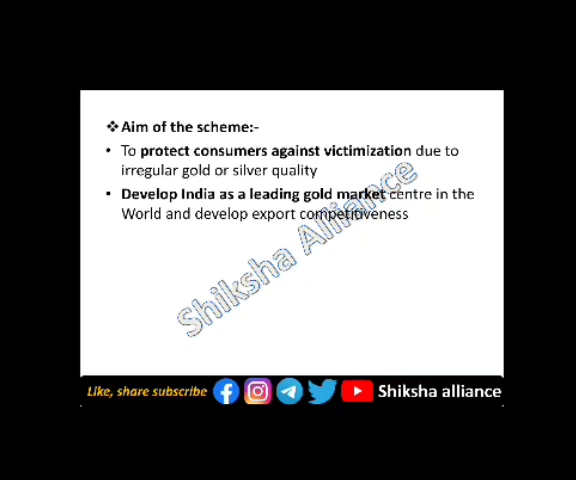 ❖ Aim of the scheme:-
• To protect consumers against victimization due to
irregular gold or silver quality
• Develop India as a leading gold market centre in the
World and develop export competitiveness
Shiksha Alliance
Like, share subscribe Shiksha alliance